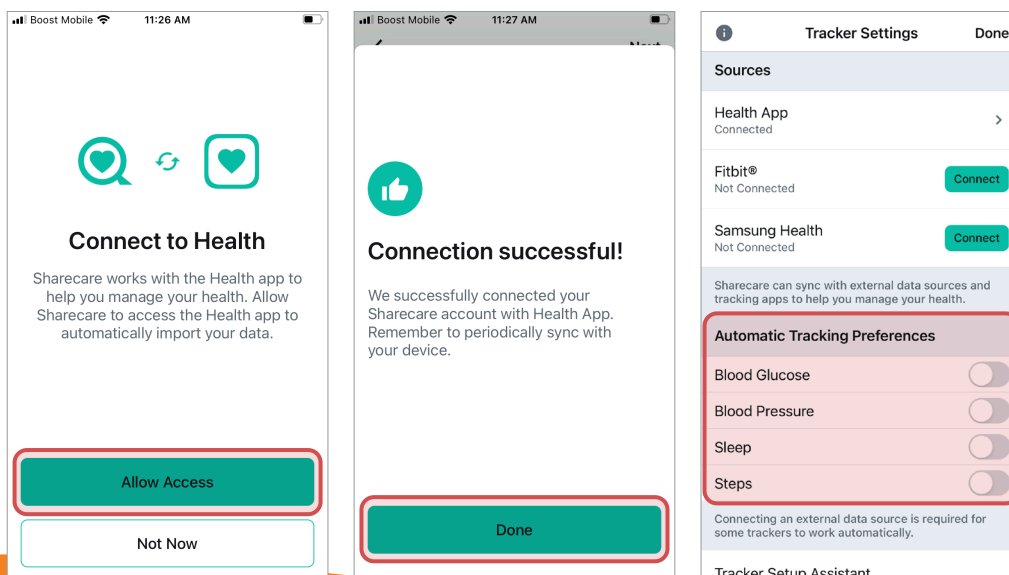 Boost Mobile 11:26 AM
Connect to Health
Sharecare works with the Health app to
help you manage your health. Allow
Sharecare to access the Health app to
automatically import your data.
Allow Access
Not Now
Boost Mobile 11:27 AM
Next
Connection successful!
We successfully connected your
Sharecare account with Health App.
Remember to periodically sync with
your device.
Done
Tracker Settings Done
Sources
Health App
Connected
Fitbit®
Not Connected
Connect
Samsung Health
Not Connected
Connect
Sharecare can sync with external data sources and
tracking apps to help you manage your health.
Automatic Tracking Preferences
Blood Glucose
Blood Pressure
Sleep
Steps
Connecting an external data source is required for
some trackers to work automatically.
Tracker Setup Assistant